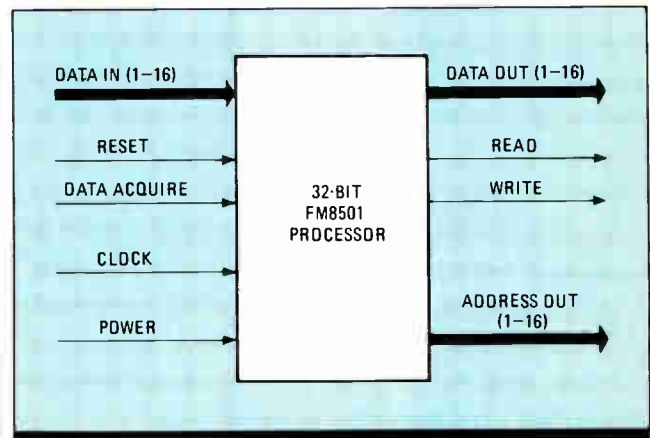 DATA IN (1–16)
DATA OUT (1–16)
RESET
READ
DATA ACQUIRE
WRITE
32-BIT
FM8501
PROCESSOR
CLOCK
ADDRESS OUT
(1–16)
POWER